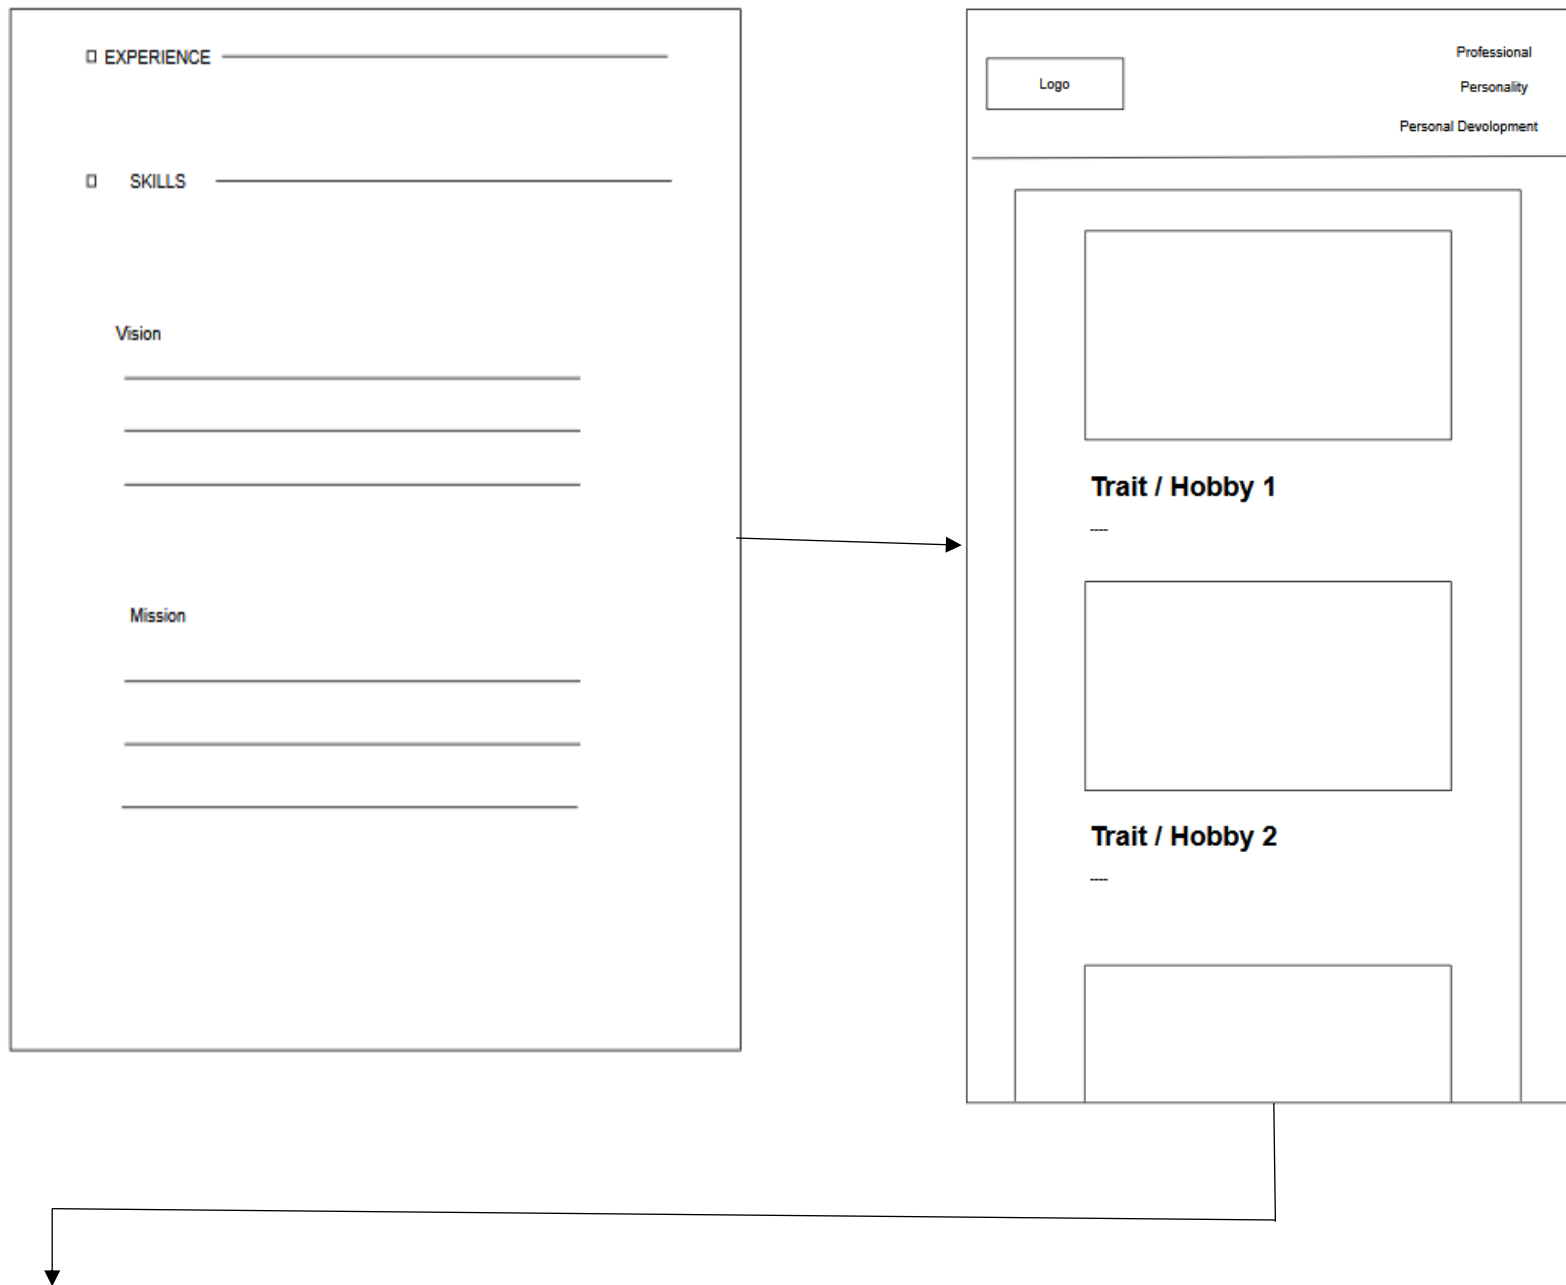 EXPERIENCE
SKILLS
Vision
Mission
Logo
Professional
Personality
Personal Devolopment
Trait / Hobby 1
----
Trait / Hobby 2
----